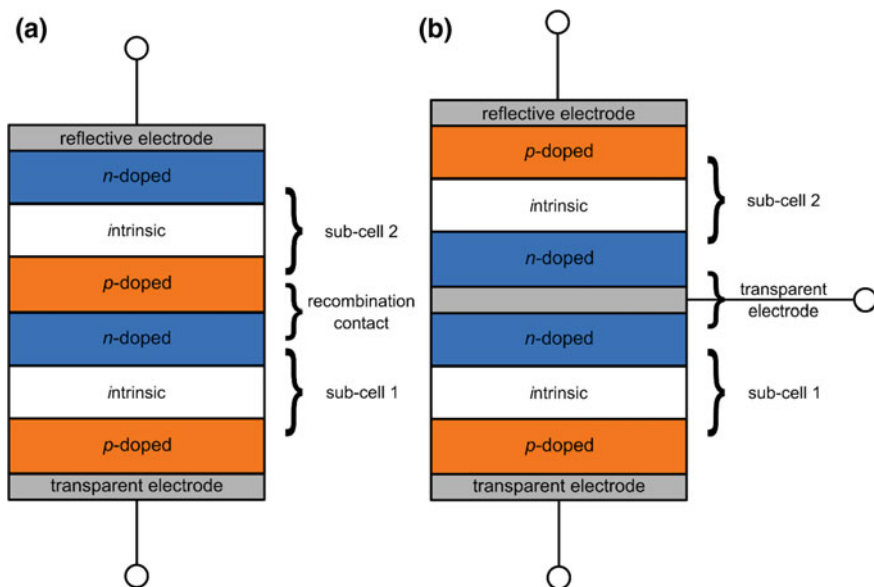 (a)
reflective electrode
n-doped
intrinsic
sub-cell 2
p-doped
recombination
contact
n-doped
intrinsic
sub-cell 1
p-doped
transparent electrode
(b)
reflective electrode
p-doped
intrinsic
sub-cell 2
n-doped
transparent
electrode
n-doped
intrinsic
sub-cell 1
p-doped
transparent electrode